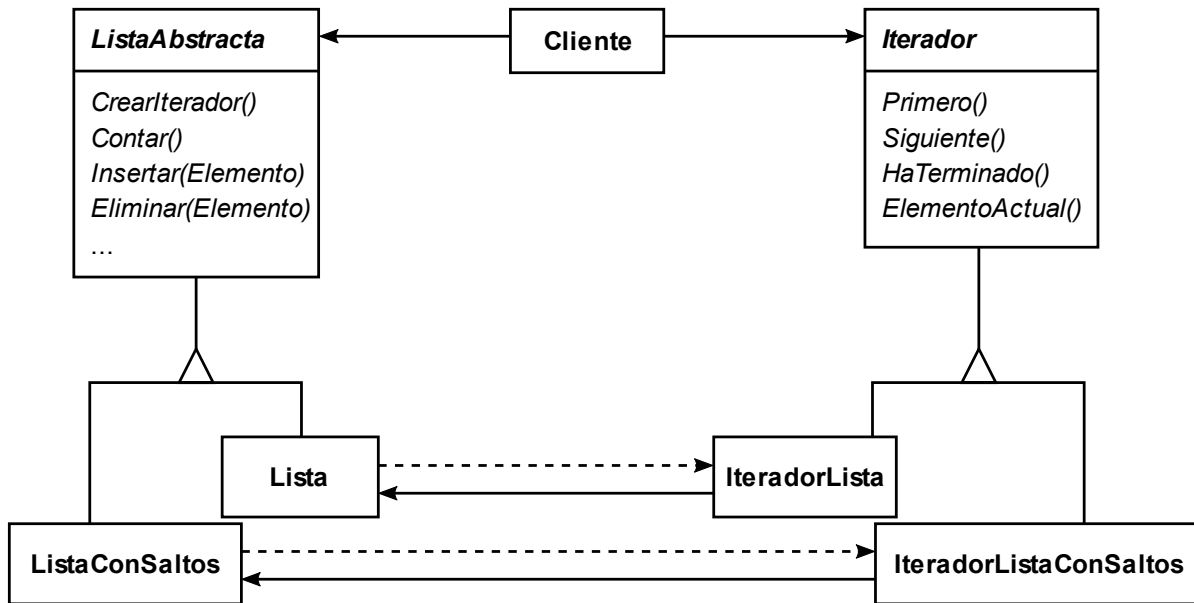 ListaAbstracta
CrearIterador()
Contar()
Insertar(Elemento)
Eliminar(Elemento)
...
Cliente
Iterador
Primero()
Siguiente()
HaTerminado()
ElementoActual()
Lista
IteradorLista
ListaConSaltos
IteradorListaConSaltos